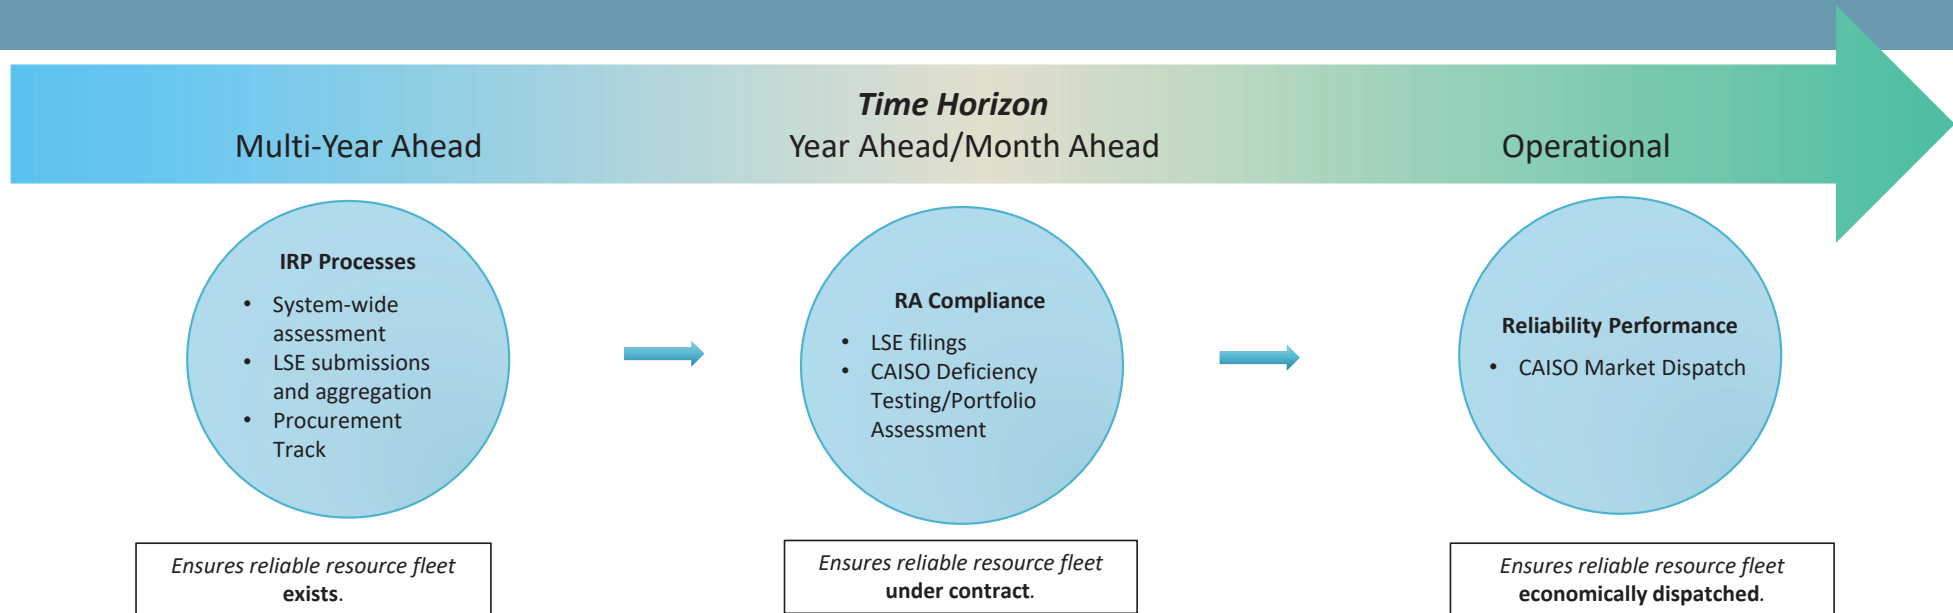 Time Horizon
Multi-Year Ahead
Year Ahead/Month Ahead
Operational
IRP Processes
• System-wide
assessment
• LSE submissions
and aggregation
• Procurement
Track
RA Compliance
• LSE filings
• CAISO Deficiency
Testing/Portfolio
Assessment
Reliability Performance
• CAISO Market Dispatch
Ensures reliable resource fleet
exists.
Ensures reliable resource fleet
under contract.
Ensures reliable resource fleet
economically dispatched.